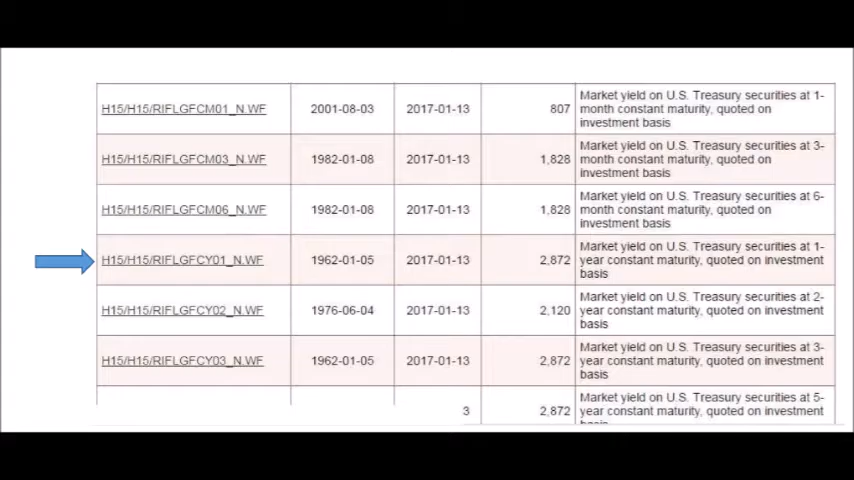 H15/H15/RIFLGFCM01_N.WF 2001-08-03 2017-01-13 807 Market yield on U.S. Treasury securities at 1-
month constant maturity, quoted on
investment basis
H15/H15/RIFLGFCM03_N.WF 1982-01-08 2017-01-13 1,828 Market yield on U.S. Treasury securities at 3-
month constant maturity, quoted on
investment basis
H15/H15/RIFLGFCM06_N.WF 1982-01-08 2017-01-13 1,828 Market yield on U.S. Treasury securities at 6-
month constant maturity, quoted on
investment basis
H15/H15/RIFLGFCY01_N.WF 1962-01-05 2017-01-13 2,872 Market yield on U.S. Treasury securities at 1-
year constant maturity, quoted on investment
basis
H15/H15/RIFLGFCY02_N.WF 1976-06-04 2017-01-13 2,120 Market yield on U.S. Treasury securities at 2-
year constant maturity, quoted on investment
basis
H15/H15/RIFLGFCY03_N.WF 1962-01-05 2017-01-13 2,872 Market yield on U.S. Treasury securities at 3-
year constant maturity, quoted on investment
basis
3 2,872 Market yield on U.S. Treasury securities at 5-
year constant maturity, quoted on investment